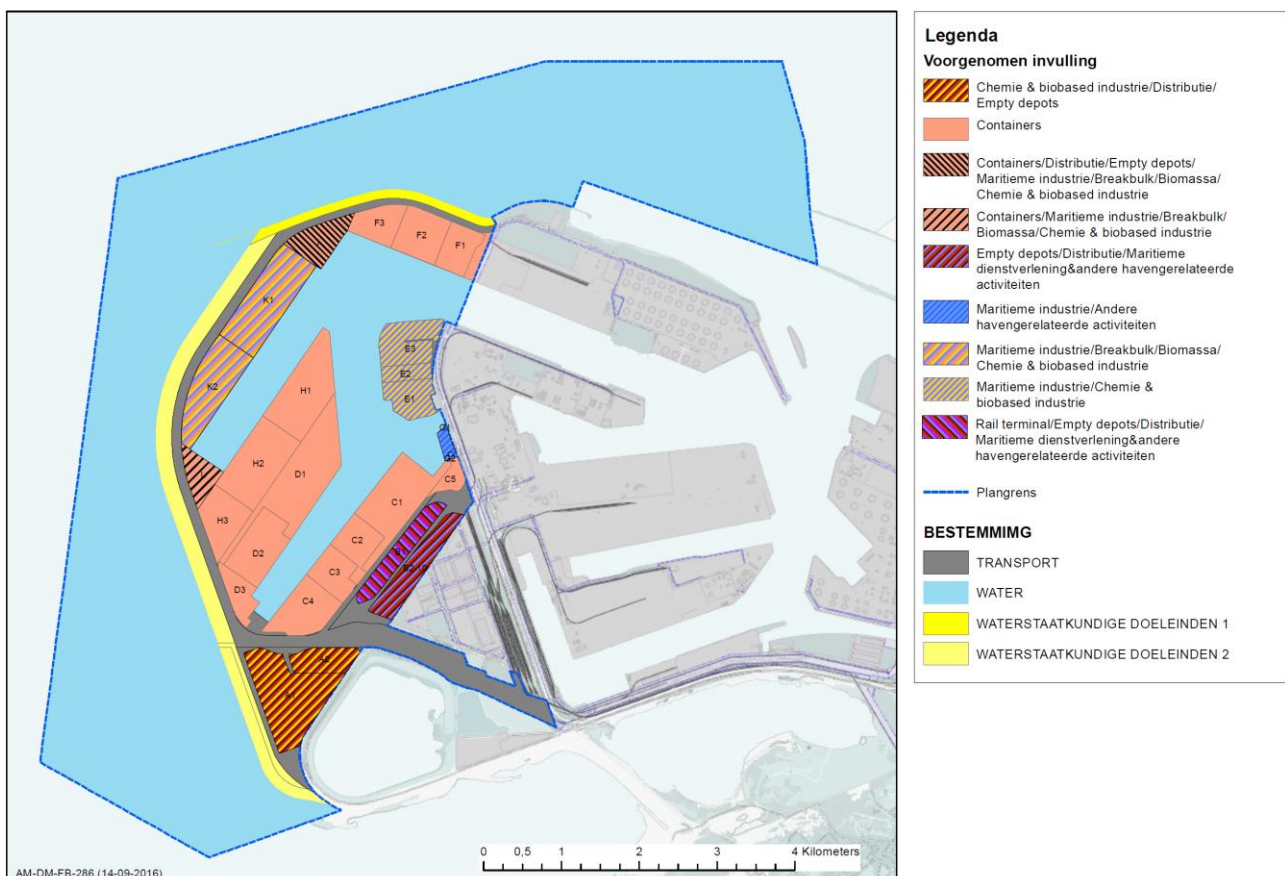 F3
F2
F1
K1
E3
K2
E2
H1
E1
G1
G2
H2
D1
C5
C1
H3
C2
D2
C3
D3
C4
0 0,5 1 2 3 4 Kilometers
AM-DM-FB-286 (14-09-2016)
Legenda
Voorgenomen invulling
Chemie & biobased industrie/Distributie/
Empty depots
Containers
Containers/Distributie/Empty depots/
Maritieme industrie/Breakbulk/Biomassa/
Chemie & biobased industrie
Containers/Maritieme industrie/Breakbulk/
Biomassa/Chemie & biobased industrie
Empty depots/Distributie/Maritieme
dienstverlening&andere havengerelateerde
activiteiten
Maritieme industrie/Andere
havengerelateerde activiteiten
Maritieme industrie/Breakbulk/Biomassa/
Chemie & biobased industrie
Maritieme industrie/Chemie &
biobased industrie
Rail terminal/Empty depots/Distributie/
Maritieme dienstverlening&andere
havengerelateerde activiteiten
Plangrens
BESTEMMIMG
TRANSPORT
WATER
WATERSTAATKUNDIGE DOELEINDEN 1
WATERSTAATKUNDIGE DOELEINDEN 2